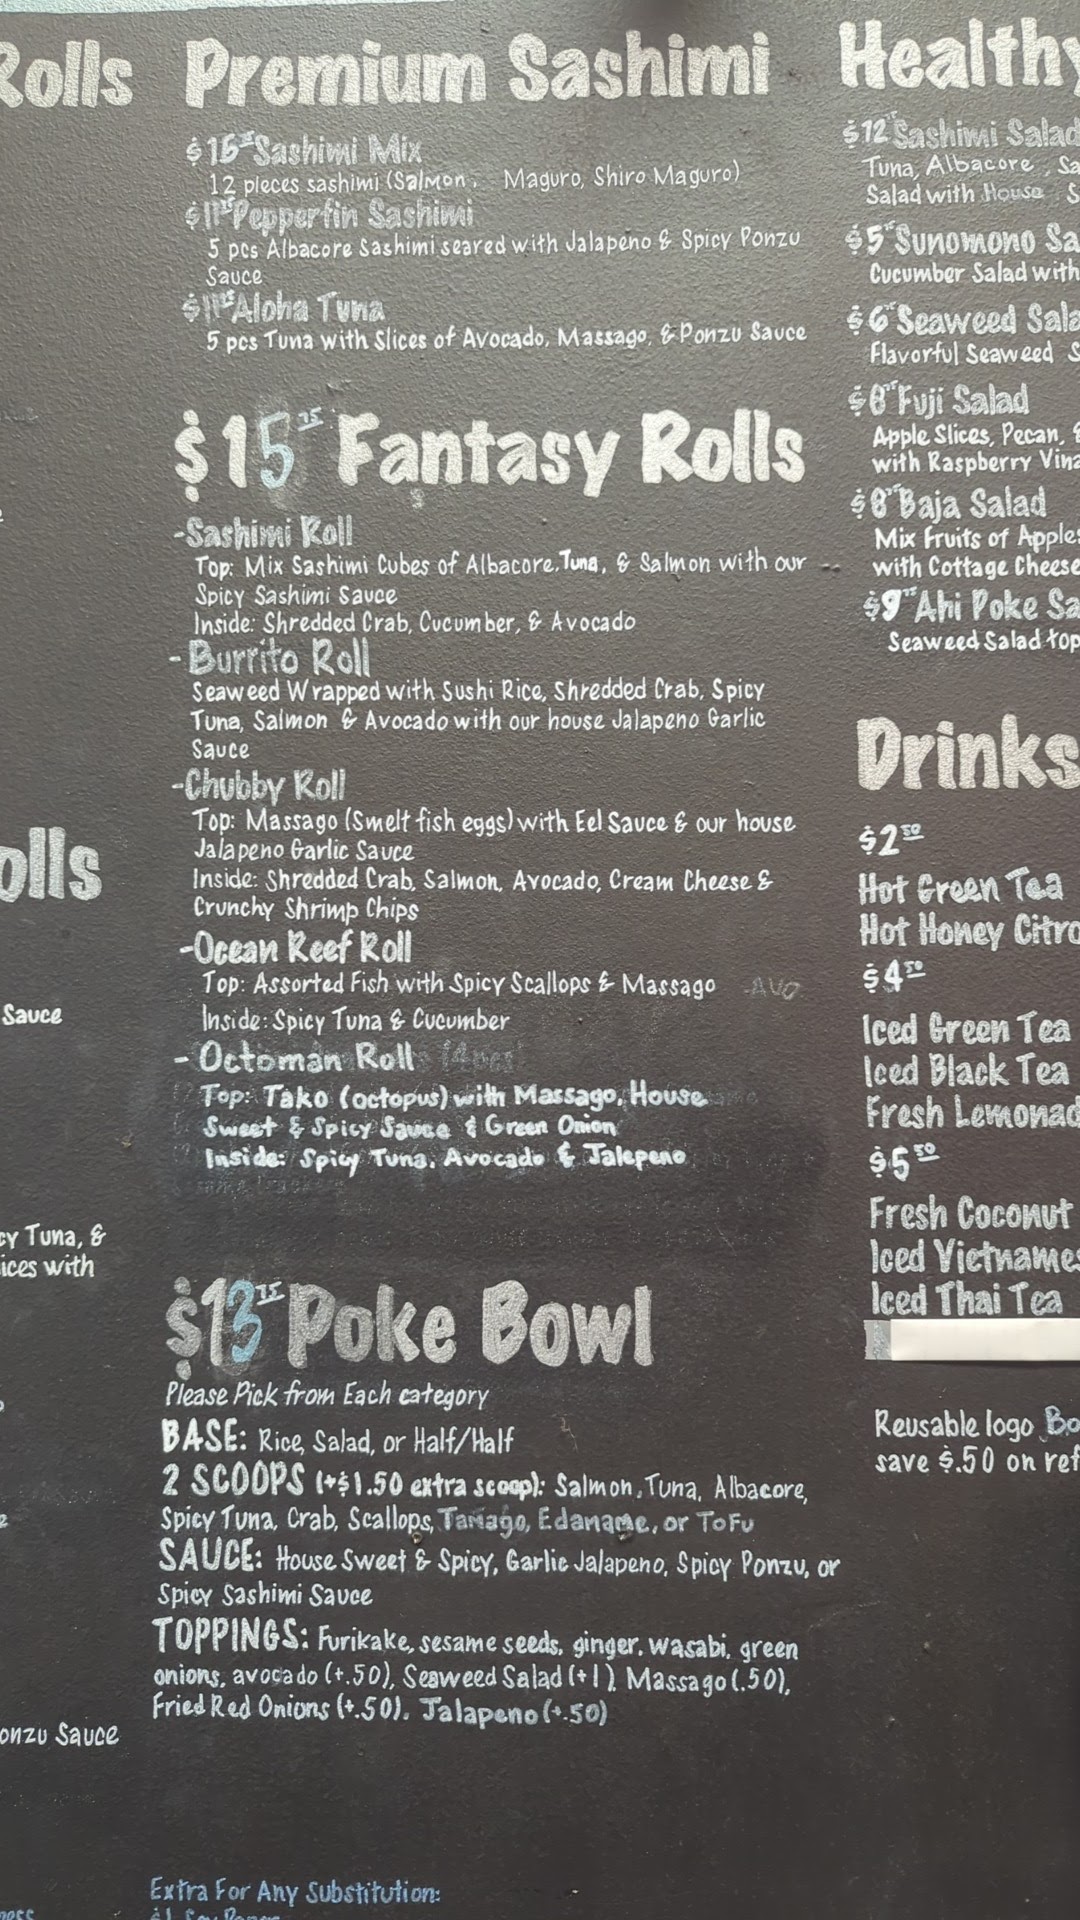 Rolls
Premium Sashimi
$15 Sashimi Mix
12 pieces sashimi (Salmon, Maguro, Shiro Maguro)
Pepperfin Sashimi
5 pcs Albacore Sashimi seared with Jalapeno & Spicy Ponzu
Sauce
Aloha Tuna
5 pcs Tuna with Slices of Avocado, Massago, & Ponzu Sauce
$15.75 Fantasy Rolls
-Sashimi Roll
Top: Mix Sashimi Cubes of Albacore, Tuna, & Salmon with our
Spicy Sashimi Sauce
Inside: Shredded Crab, Cucumber, & Avocado
-Burrito Roll
Seaweed Wrapped with Sushi Rice, Shredded Crab, Spicy
Tuna, Salmon & Avocado with our house Jalapeno Garlic
Sauce
-Chubby Roll
Top: Massago (Smelt fish eggs) with Eel Sauce & our house
Jalapeno Garlic Sauce
Inside: Shredded Crab, Salmon, Avocado, Cream Cheese &
Crunchy Shrimp Chips
-Ocean Reef Roll
Top: Assorted Fish with Spicy Scallops & Massago -AVO
Inside: Spicy Tuna & Cucumber
- Octoman Roll
Top: Tako (octopus) with Massago, House
Sweet & Spicy Sauce & Green Onion
Inside: Spicy Tuna, Avocado & Jalepeno
$13.75 Poke Bowl
Please Pick from Each category
BASE: Rice, Salad, or Half/Half
2 SCOOPS (+$1.50 extra scoop): Salmon, Tuna, Albacore,
Spicy Tuna, Crab, Scallops, Tamago, Edaname, or ToFu
SAUCE: House Sweet & Spicy, Garlic Jalapeno, Spicy Ponzu, or
Spicy Sashimi Sauce
TOPPINGS: Furikake, sesame seeds, ginger, wasabi, green
onions, avocado (+.50), Seaweed Salad (+1), Massago (.50),
Fried Red Onions (+.50), Jalapeno (+.50)
Extra For Any Substitution:
$1 Soy Paper
Healthy
$12 Sashimi Salad
Tuna, Albacore, Sa
Salad with House S
$5 Sunomono Sa
Cucumber Salad with
$6 Seaweed Sala
Flavorful Seaweed S
$8 Fuji Salad
Apple Slices, Pecan, &
with Raspberry Vina
$8 Baja Salad
Mix Fruits of Apple
with Cottage Cheese
$9 Ahi Poke Sa
Seaweed Salad top
Drinks
$2.50
Hot Green Tea
Hot Honey Citro
$4.50
Iced Green Tea
Iced Black Tea
Fresh Lemonad
$5.50
Fresh Coconut
Iced Vietnames
Iced Thai Tea
Reusable logo Bo
save $.50 on ref
olls
Sauce
cy Tuna, &
ices with
onzu Sauce